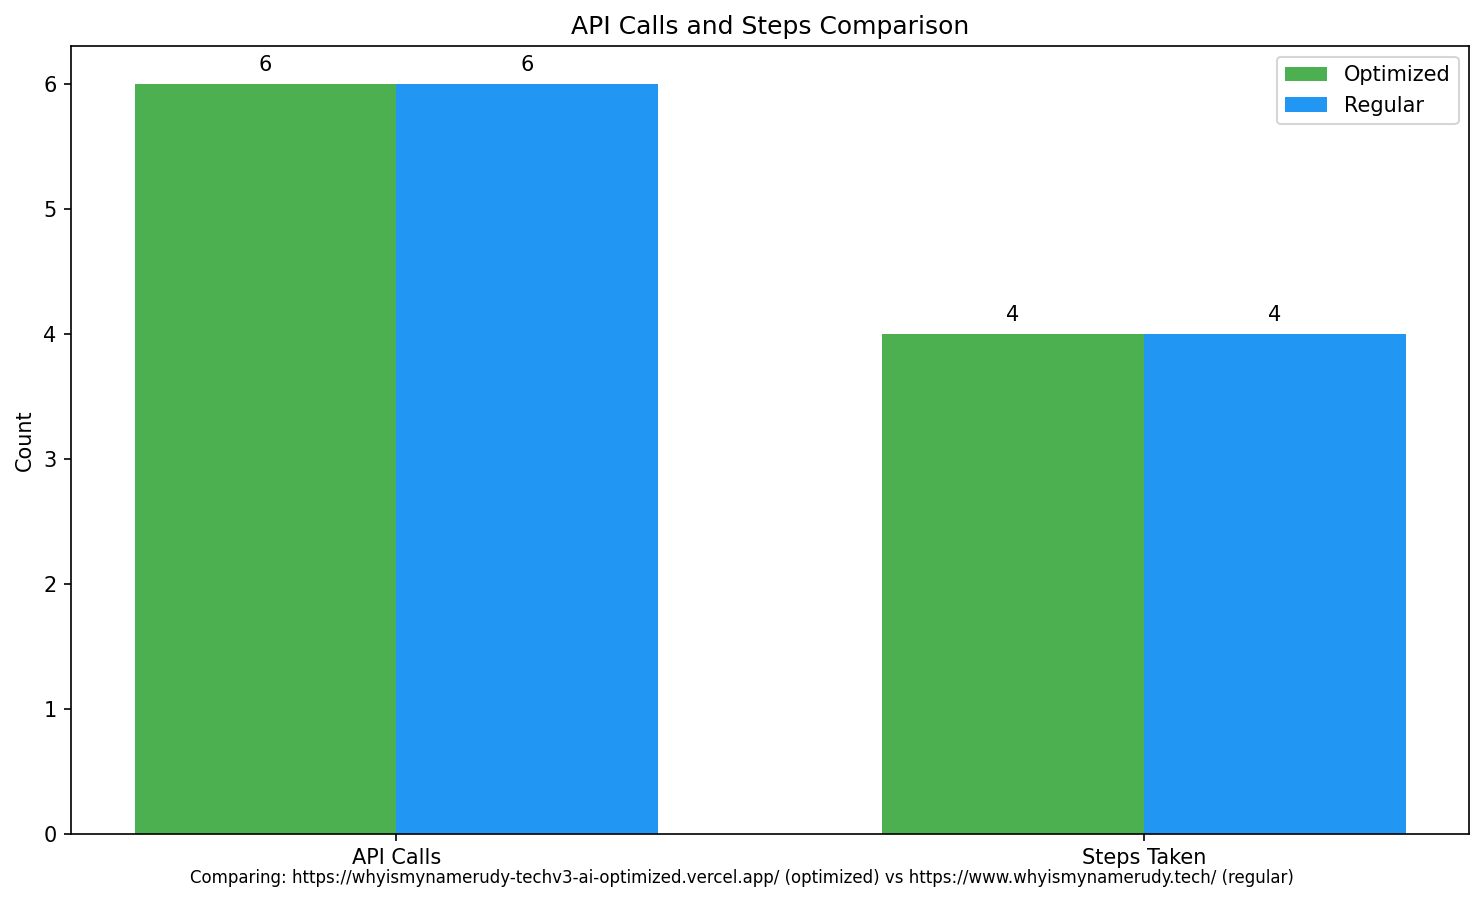 API Calls and Steps Comparison
6
6
Optimized
Regular
6
5
4
4
4
3
2
1
0
Count
API Calls
Steps Taken
Comparing: https://whyismynamerudy-techv3-ai-optimized.vercel.app/ (optimized) vs https://www.whyismynamerudy.tech/ (regular)